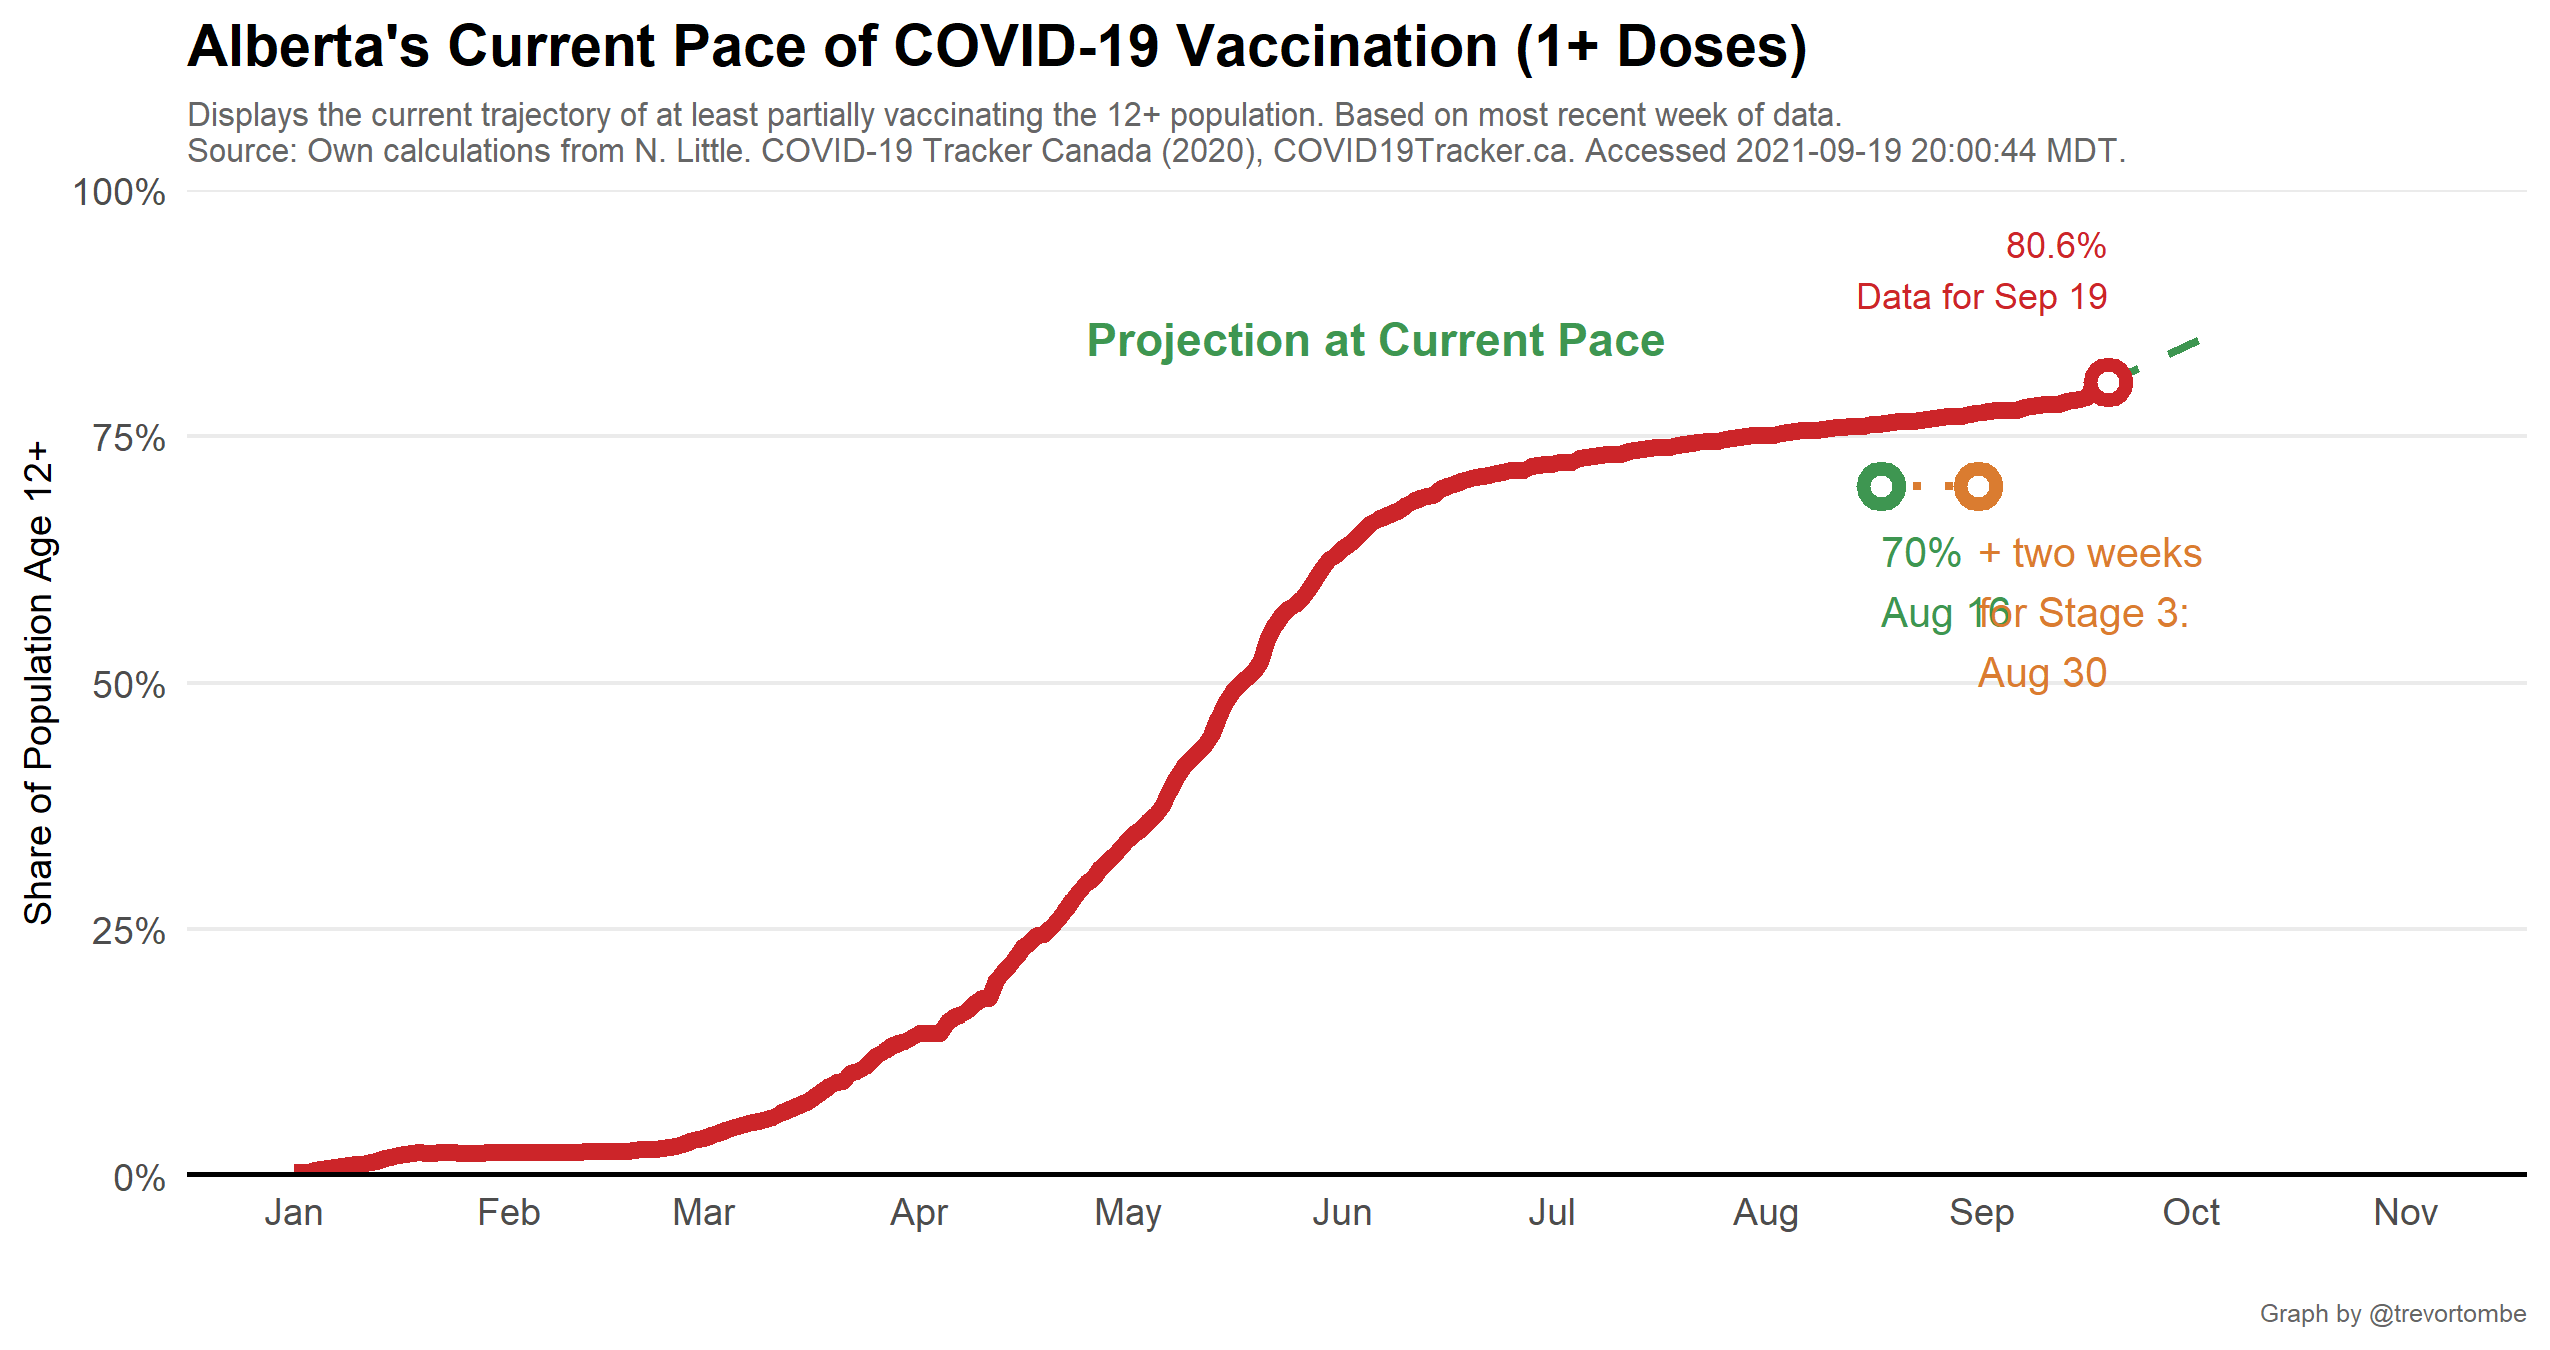 Alberta's Current Pace of COVID-19 Vaccination (1+ Doses)
Displays the current trajectory of at least partially vaccinating the 12+ population. Based on most recent week of data.
Source: Own calculations from N. Little. COVID-19 Tracker Canada (2020), COVID19Tracker.ca. Accessed 2021-09-19 20:00:44 MDT.
100%
75%
50%
25%
0%
Share of Population Age 12+
80.6%
Data for Sep 19
Projection at Current Pace
70%
Aug 16
+ two weeks
for Stage 3:
Aug 30
Jan Feb Mar Apr May Jun Jul Aug Sep Oct Nov
Graph by @trevortombe